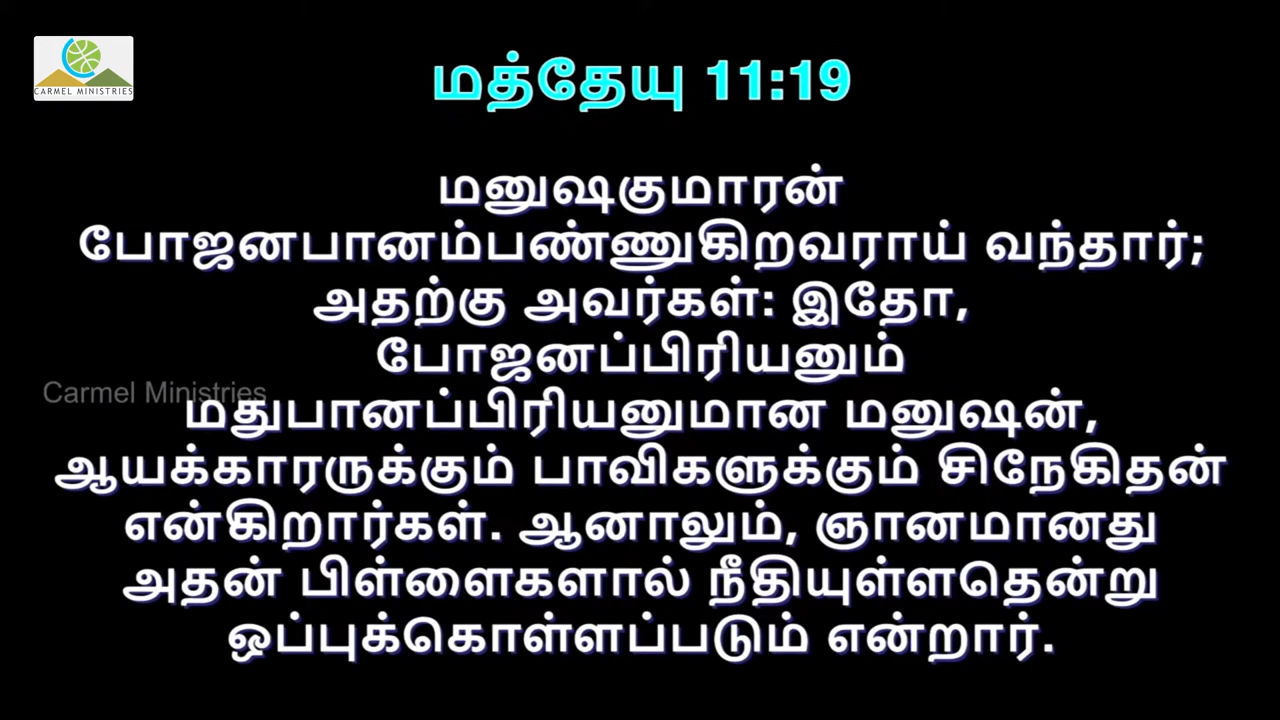 CARMEL MINISTRIES
மத்தேயு 11:19
மனுஷகுமாரன்
போஜனபானம்பண்ணுகிறவராய் வந்தார்;
அதற்கு அவர்கள்: இதோ,
போஜனப்பிரியனும்
Carmel Ministries
மதுபானப்பிரியனுமான மனுஷன்,
ஆயக்காரருக்கும் பாவிகளுக்கும் சிநேகிதன்
என்கிறார்கள். ஆனாலும், ஞானமானது
அதன் பிள்ளைகளால் நீதியுள்ளதென்று
ஒப்புக்கொள்ளப்படும் என்றார்.